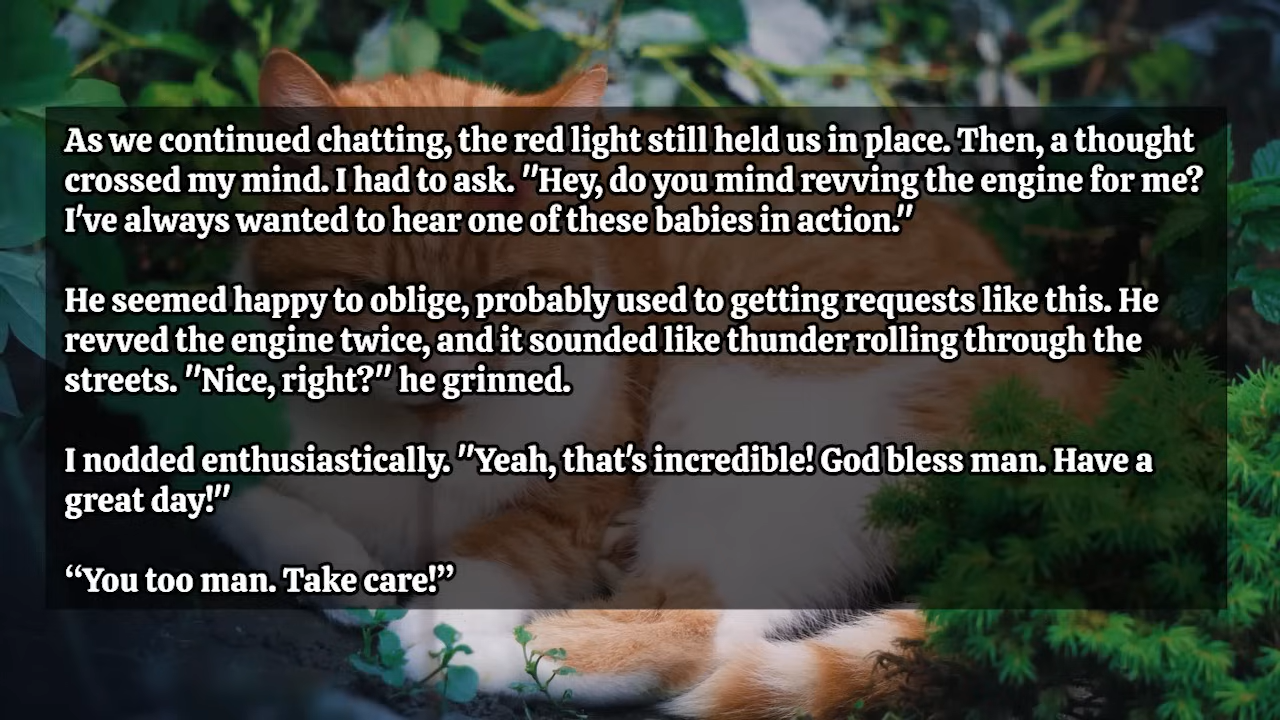 As we continued chatting, the red light still held us in place. Then, a thought
crossed my mind. I had to ask. "Hey, do you mind revving the engine for me?
I've always wanted to hear one of these babies in action."
He seemed happy to oblige, probably used to getting requests like this. He
revved the engine twice, and it sounded like thunder rolling through the
streets. "Nice, right?" he grinned.
I nodded enthusiastically. "Yeah, that's incredible! God bless man. Have a
great day!"
“You too man. Take care!”